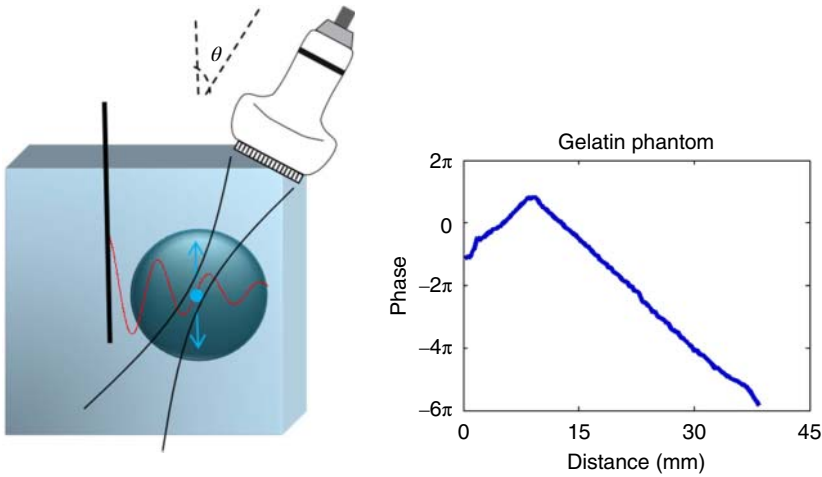 θ
Gelatin phantom
Phase
2π
0
−2π
−4π
−6π
0 15 30 45
Distance (mm)